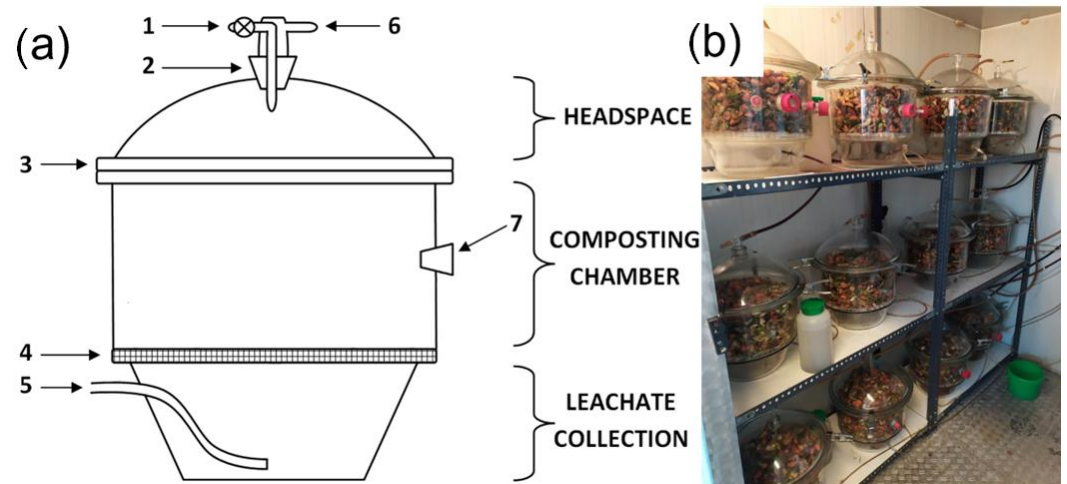 (a)
1
6
2
HEADSPACE
3
7
COMPOSTING
CHAMBER
4
5
LEACHATE
COLLECTION
(b)